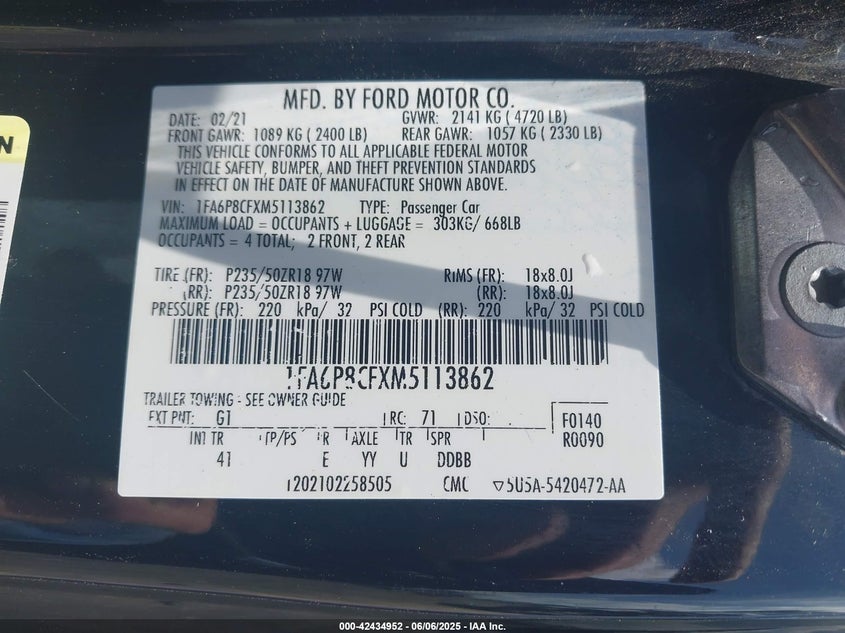 MFD. BY FORD MOTOR CO.
DATE: 02/21 GVWR: 2141 KG ( 4720 LB)
FRONT GAWR: 1089 KG ( 2400 LB) REAR GAWR: 1057 KG ( 2330 LB)
THIS VEHICLE CONFORMS TO ALL APPLICABLE FEDERAL MOTOR
VEHICLE SAFETY, BUMPER, AND THEFT PREVENTION STANDARDS
IN EFFECT ON THE DATE OF MANUFACTURE SHOWN ABOVE.
VIN: 1FA6P8CFXM5113862 TYPE: Passenger Car
MAXIMUM LOAD = OCCUPANTS + LUGGAGE = 303KG/ 668LB
OCCUPANTS = 4 TOTAL; 2 FRONT, 2 REAR
TIRE (FR): P235/50ZR18 97W RIMS (FR): 18x8.0J
(RR): P235/50ZR18 97W (RR): 18x8.0J
PRESSURE (FR): 220 kPa/ 32 PSI COLD (RR): 220 kPa/ 32 PSI COLD
1FA6P8CFXM5113862
TRAILER TOWING - SEE OWNER GUIDE
EXT PNT: G1 RC: 71 DSO: F0140
R0090
INT TR TP/PS R AXLE TR SPR
41 E YY U DDBB
202102258505 CMC ▽5U5A-5420472-AA
000-42434952 - 06/06/2025 - IAA Inc.